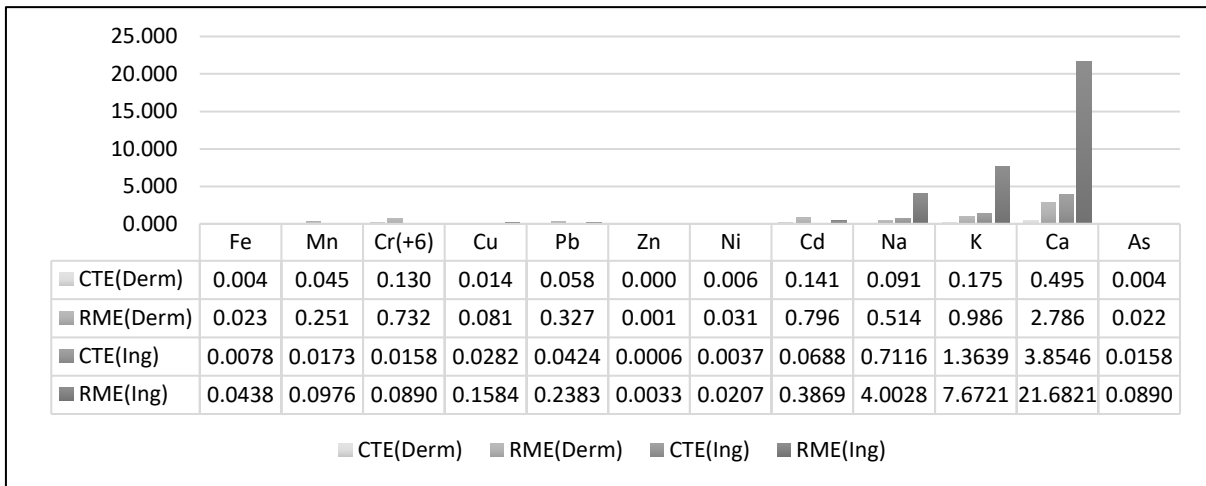 25.000
20.000
15.000
10.000
5.000
0.000
Fe Mn Cr(+6) Cu Pb Zn Ni Cd Na K Ca As
CTE(Derm) 0.004 0.045 0.130 0.014 0.058 0.000 0.006 0.141 0.091 0.175 0.495 0.004
RME(Derm) 0.023 0.251 0.732 0.081 0.327 0.001 0.031 0.796 0.514 0.986 2.786 0.022
CTE(Ing) 0.0078 0.0173 0.0158 0.0282 0.0424 0.0006 0.0037 0.0688 0.7116 1.3639 3.8546 0.0158
RME(Ing) 0.0438 0.0976 0.0890 0.1584 0.2383 0.0033 0.0207 0.3869 4.0028 7.6721 21.6821 0.0890
CTE(Derm) RME(Derm) CTE(Ing) RME(Ing)